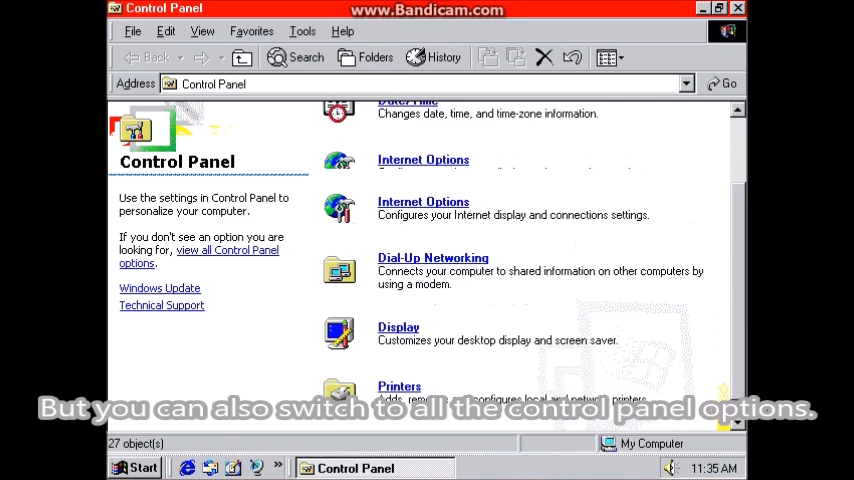 Control Panel
www.Bandicam.com
File Edit View Favorites Tools Help
Back Search Folders History
Address Control Panel Go
Date/Time
Changes date, time, and time-zone information.
Control Panel
Internet Options
Use the settings in Control Panel to
personalize your computer.
Internet Options
Configures your Internet display and connections settings.
If you don't see an option you are
looking for, view all Control Panel
options.
Dial-Up Networking
Connects your computer to shared information on other computers by
using a modem.
Windows Update
Technical Support
Display
Customizes your desktop display and screen saver.
Printers
But you can also switch to all the control panel options.
27 object(s) My Computer
Start » Control Panel 11:35 AM